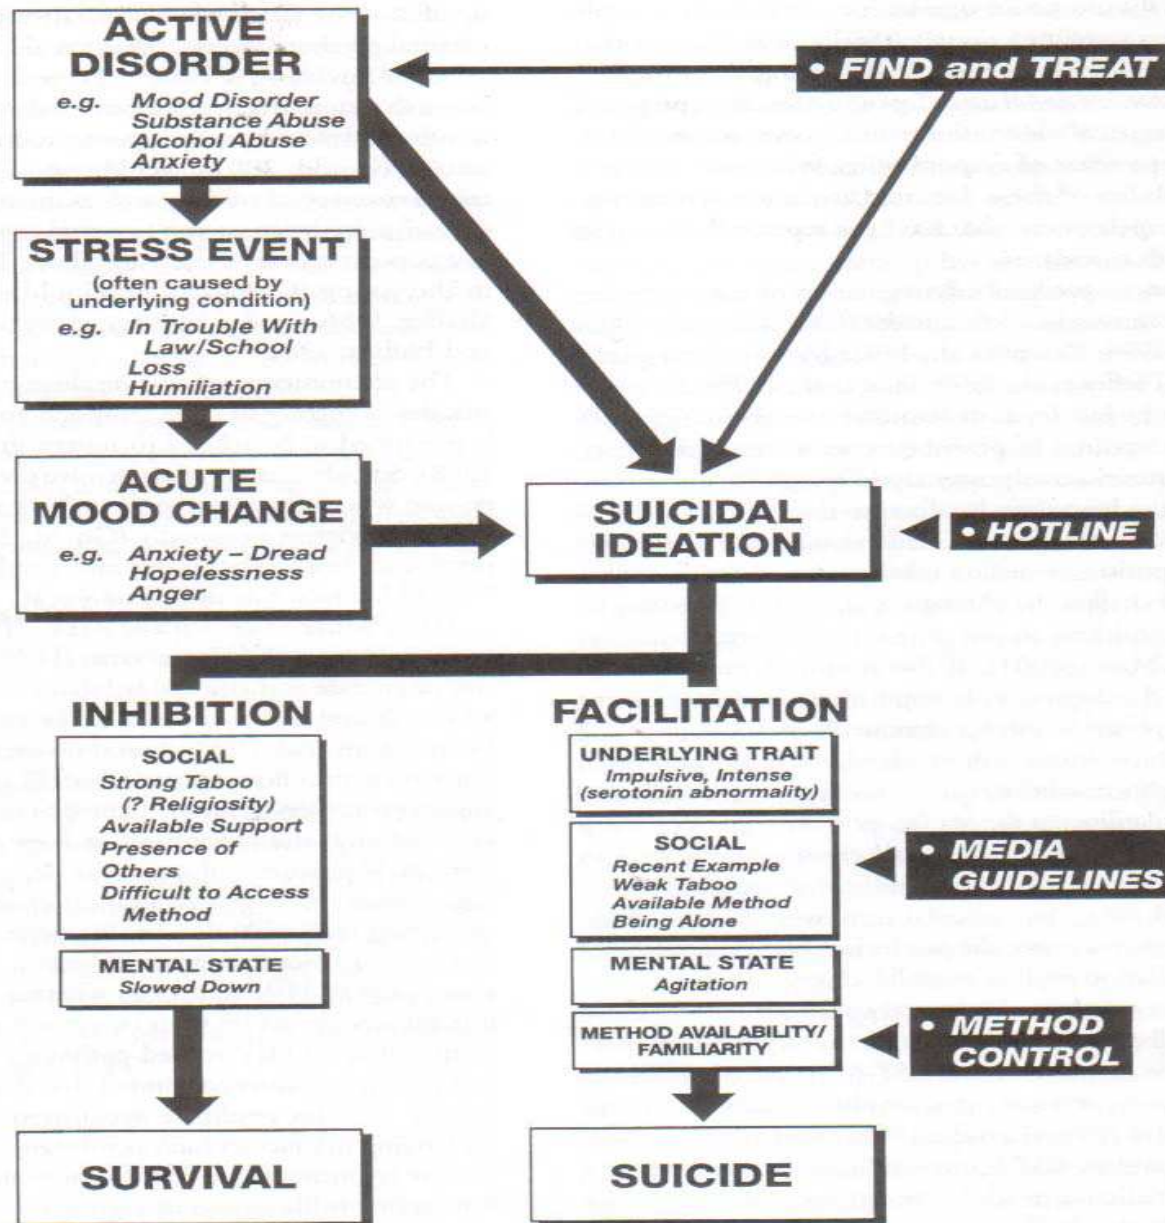 ACTIVE
DISORDER
e.g. Mood Disorder
Substance Abuse
Alcohol Abuse
Anxiety
• FIND and TREAT
STRESS EVENT
(often caused by
underlying condition)
e.g. In Trouble With
Law/School
Loss
Humiliation
ACUTE
MOOD CHANGE
e.g. Anxiety – Dread
Hopelessness
Anger
SUICIDAL
IDEATION
• HOTLINE
INHIBITION
SOCIAL
Strong Taboo
(? Religiosity)
Available Support
Presence of
Others
Difficult to Access
Method
MENTAL STATE
Slowed Down
SURVIVAL
FACILITATION
UNDERLYING TRAIT
Impulsive, Intense
(serotonin abnormality)
SOCIAL
Recent Example
Weak Taboo
Available Method
Being Alone
• MEDIA
GUIDELINES
MENTAL STATE
Agitation
METHOD AVAILABILITY/
FAMILIARITY
• METHOD
CONTROL
SUICIDE